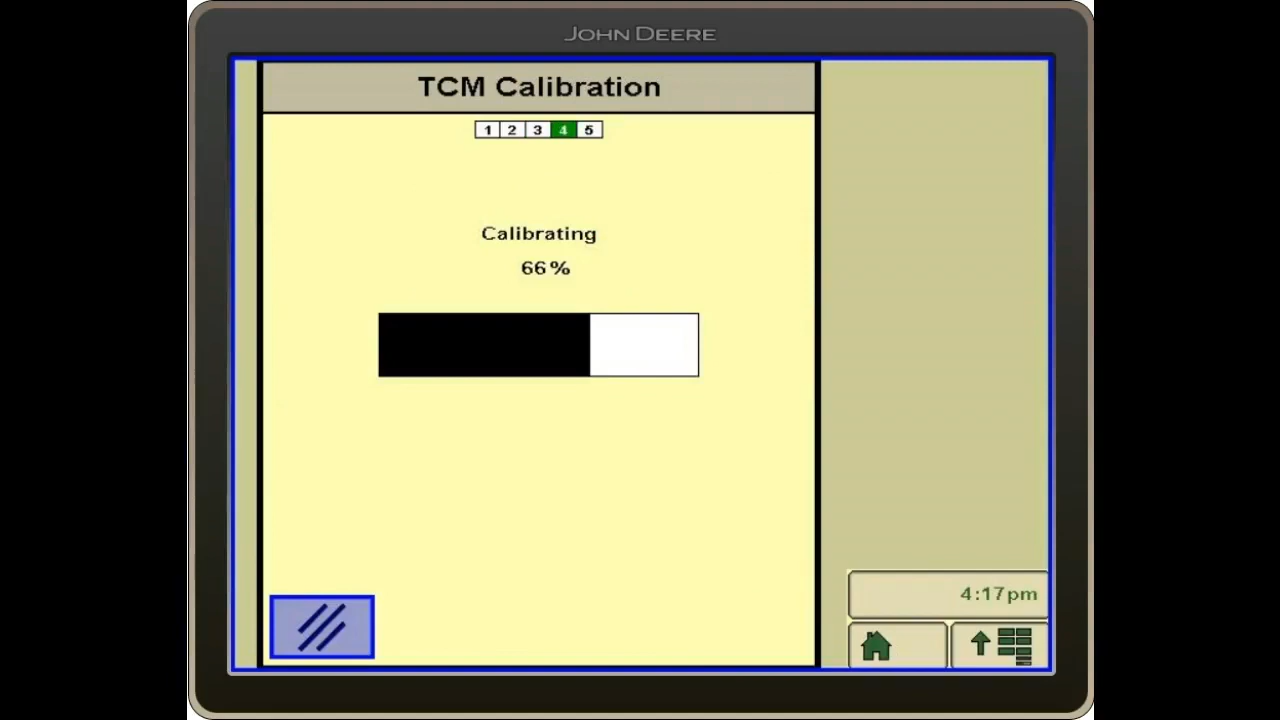 JOHN DEERE
TCM Calibration
1 2 3 4 5
Calibrating
66%
4:17pm